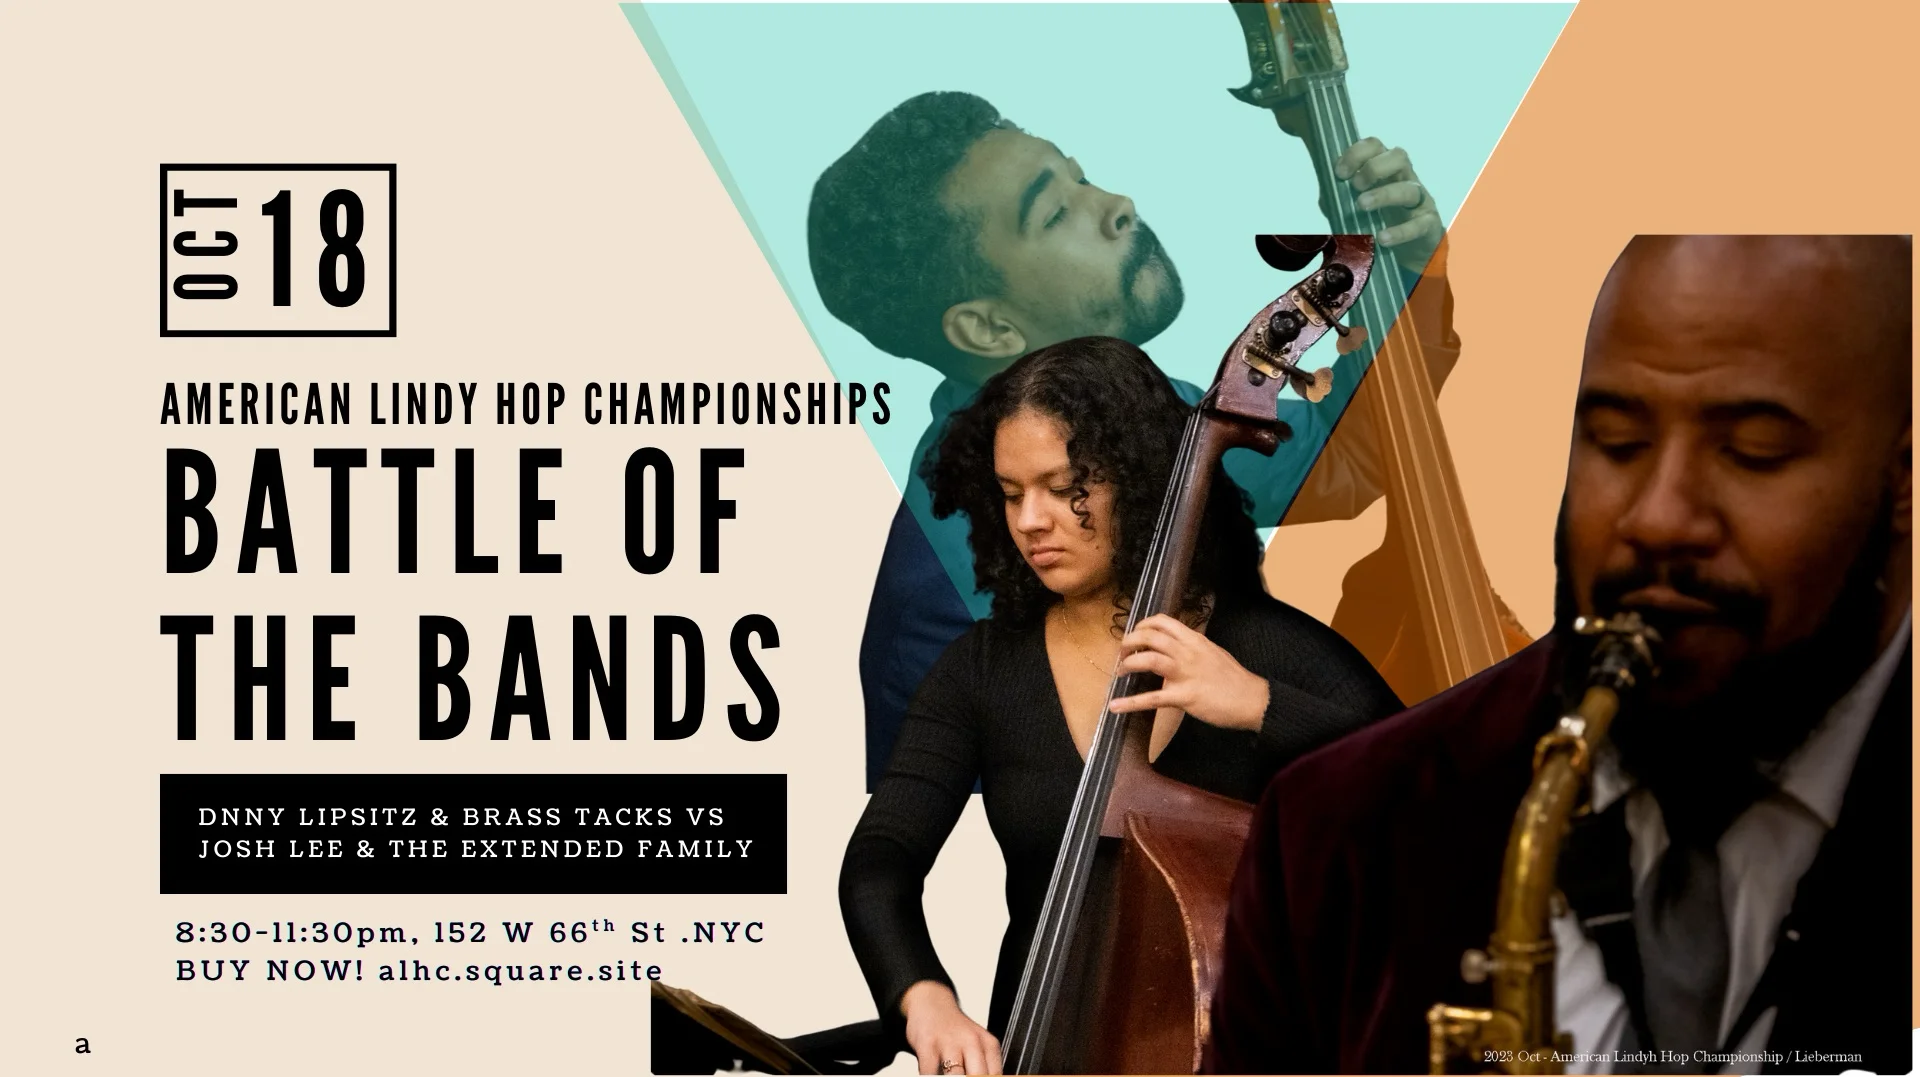 OCT 18
AMERICAN LINDY HOP CHAMPIONSHIPS
BATTLE OF
THE BANDS
DNNY LIPSITZ & BRASS TACKS VS
JOSH LEE & THE EXTENDED FAMILY
8:30-11:30pm, 152 W 66th St .NYC
BUY NOW! alhc.square.site
a
2023 Oct - American Lindyh Hop Championship / Lieberman